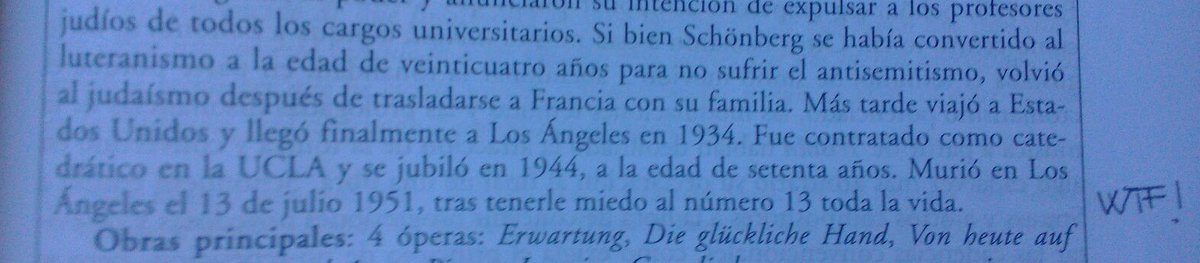 poder y anunciaron su intención de expulsar a los profesores
judíos de todos los cargos universitarios. Si bien Schönberg se había convertido al
luteranismo a la edad de veinticuatro años para no sufrir el antisemitismo, volvió
al judaísmo después de trasladarse a Francia con su familia. Más tarde viajó a Esta-
dos Unidos y llegó finalmente a Los Ángeles en 1934. Fue contratado como cate-
drático en la UCLA y se jubiló en 1944, a la edad de setenta años. Murió en Los
Ángeles el 13 de julio 1951, tras tenerle miedo al número 13 toda la vida.
WTF!
Obras principales: 4 óperas: Erwartung, Die glückliche Hand, Von heute auf